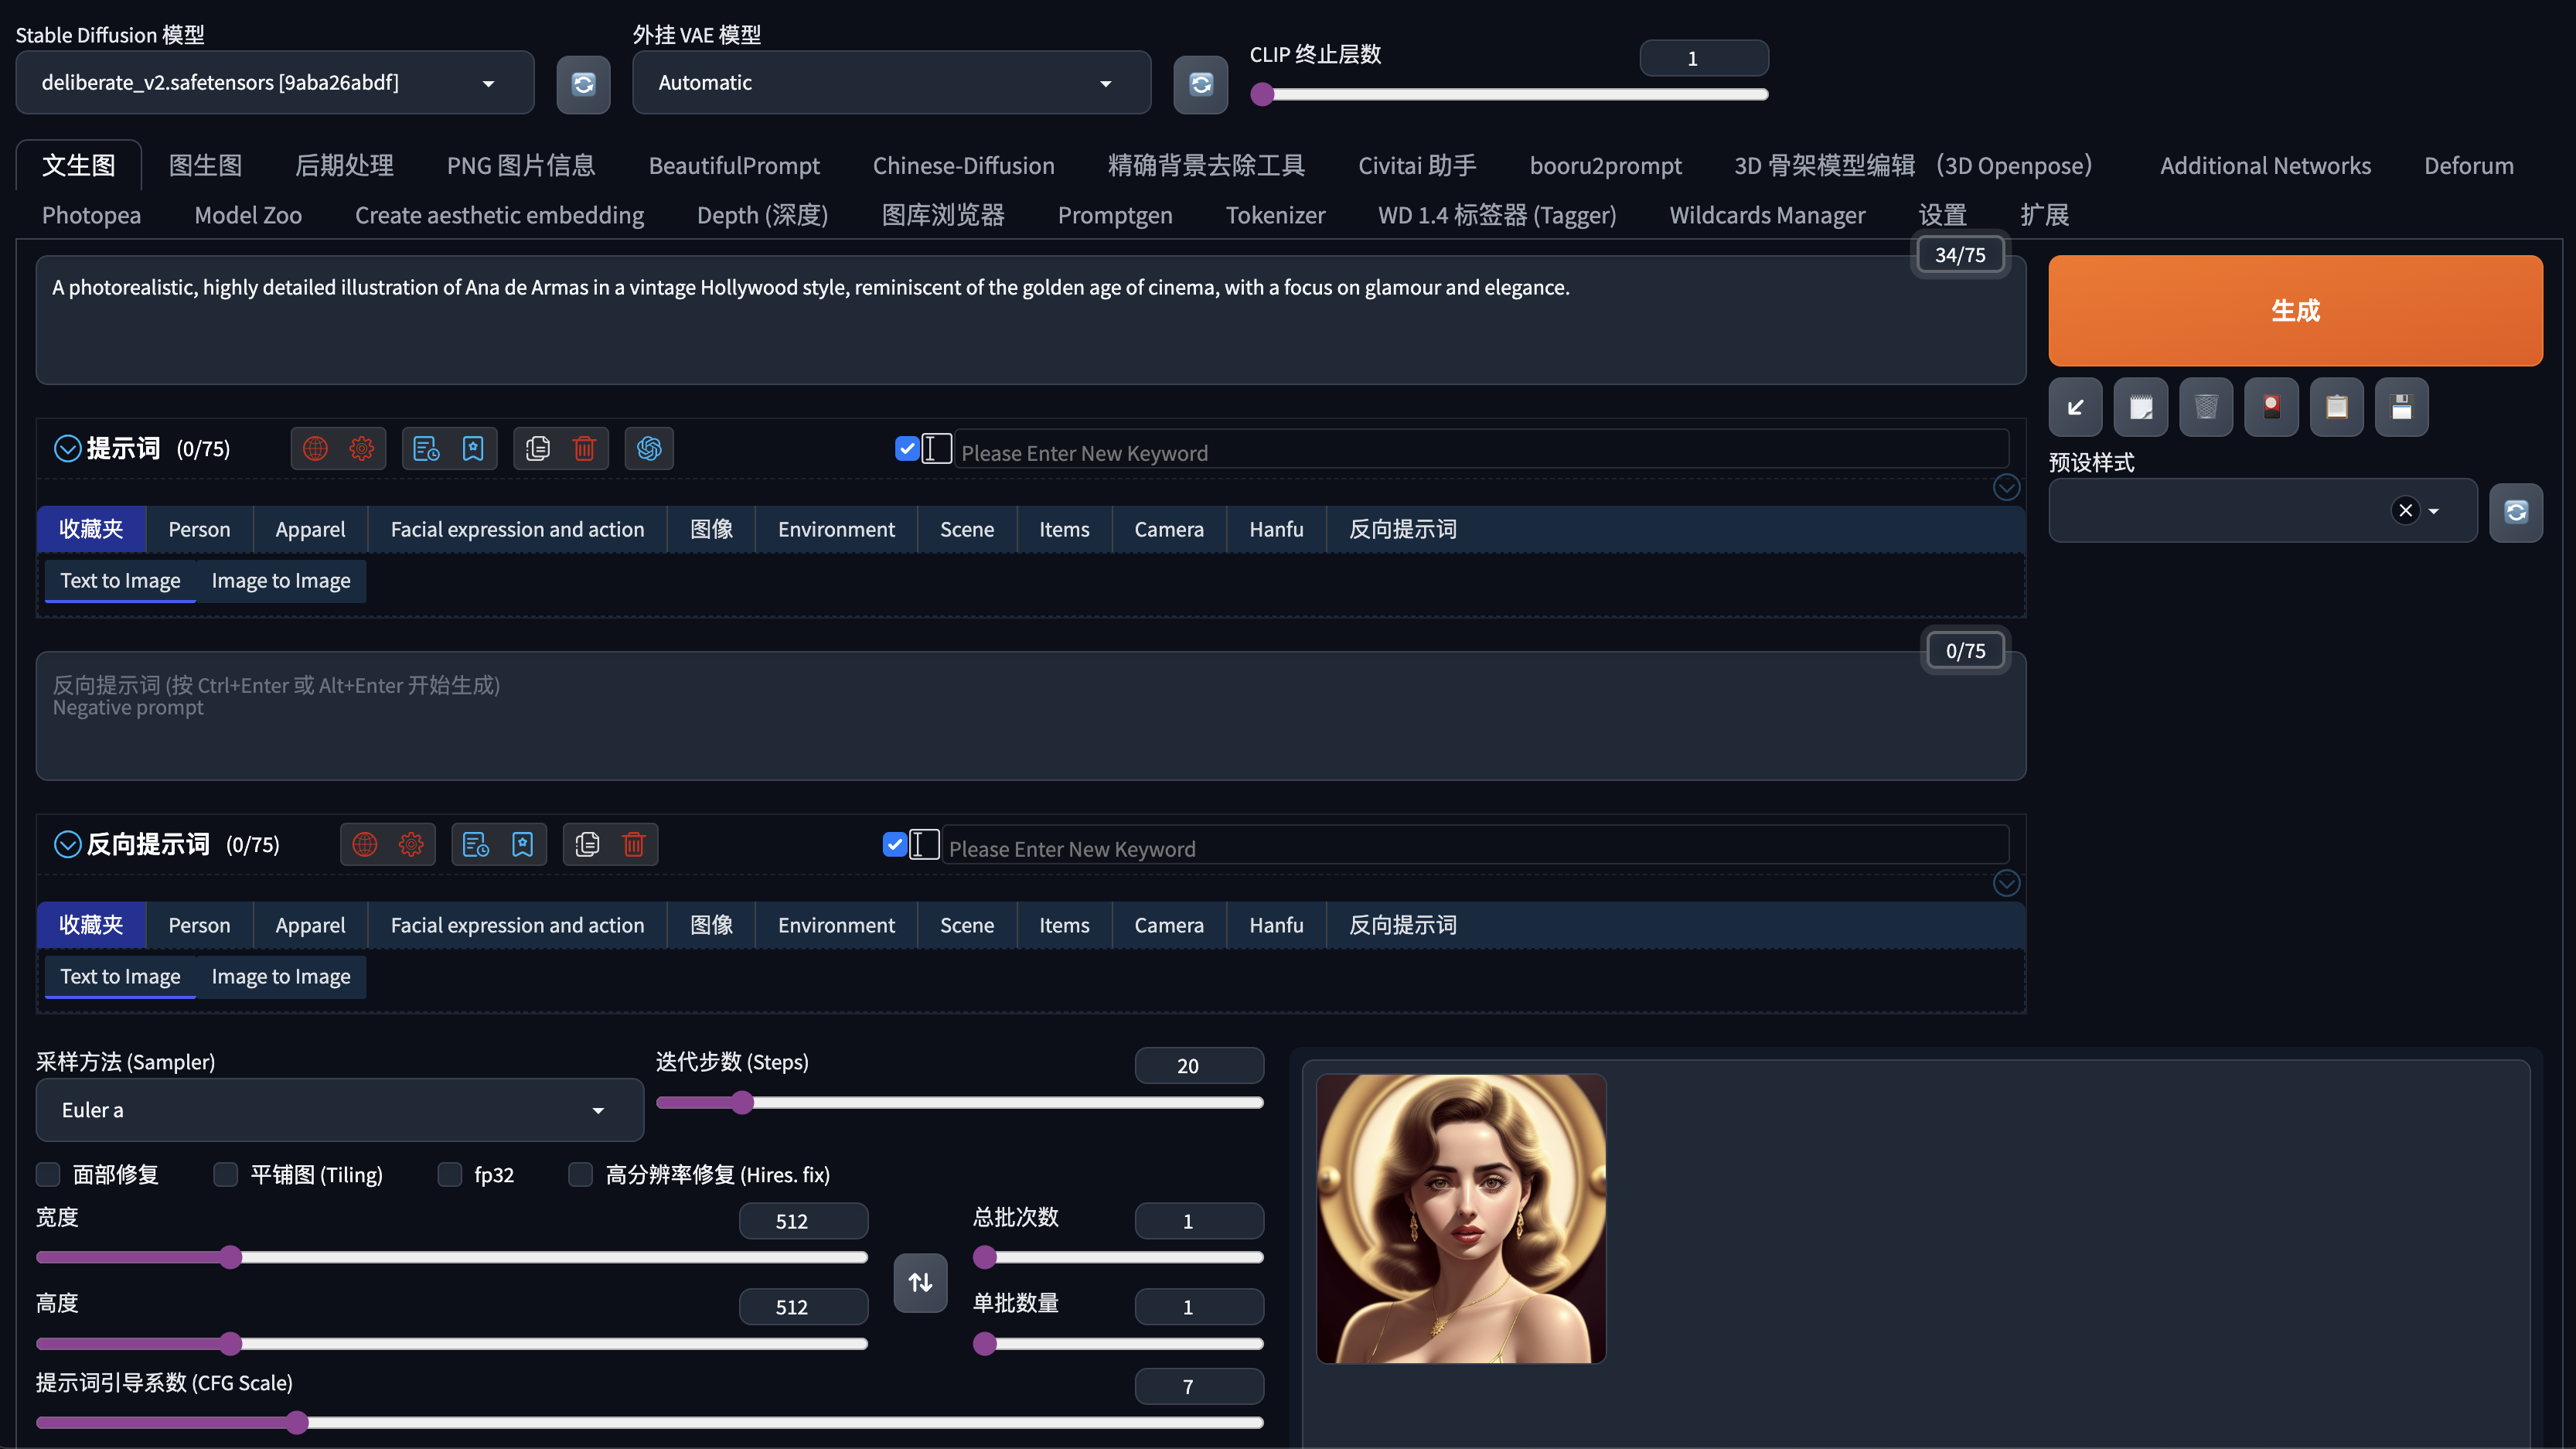 Stable Diffusion 模型
外挂 VAE 模型
CLIP 终止层数
1
deliberate_v2.safetensors [9aba26abdf]
Automatic
文生图 图生图 后期处理 PNG 图片信息 BeautifulPrompt Chinese-Diffusion 精确背景去除工具 Civitai 助手 booru2prompt 3D 骨架模型编辑 （3D Openpose） Additional Networks Deforum
Photopea Model Zoo Create aesthetic embedding Depth (深度) 图库浏览器 Promptgen Tokenizer WD 1.4 标签器 (Tagger) Wildcards Manager 设置 扩展
34/75
A photorealistic, highly detailed illustration of Ana de Armas in a vintage Hollywood style, reminiscent of the golden age of cinema, with a focus on glamour and elegance.
生成
提示词 (0/75)
Please Enter New Keyword
预设样式
收藏夹 Person Apparel Facial expression and action 图像 Environment Scene Items Camera Hanfu 反向提示词
Text to Image Image to Image
0/75
反向提示词 (按 Ctrl+Enter 或 Alt+Enter 开始生成)
Negative prompt
反向提示词 (0/75)
Please Enter New Keyword
收藏夹 Person Apparel Facial expression and action 图像 Environment Scene Items Camera Hanfu 反向提示词
Text to Image Image to Image
采样方法 (Sampler)
Euler a
迭代步数 (Steps)
20
面部修复 平铺图 (Tiling) fp32 高分辨率修复 (Hires. fix)
宽度
512
总批次数
1
高度
512
单批数量
1
提示词引导系数 (CFG Scale)
7